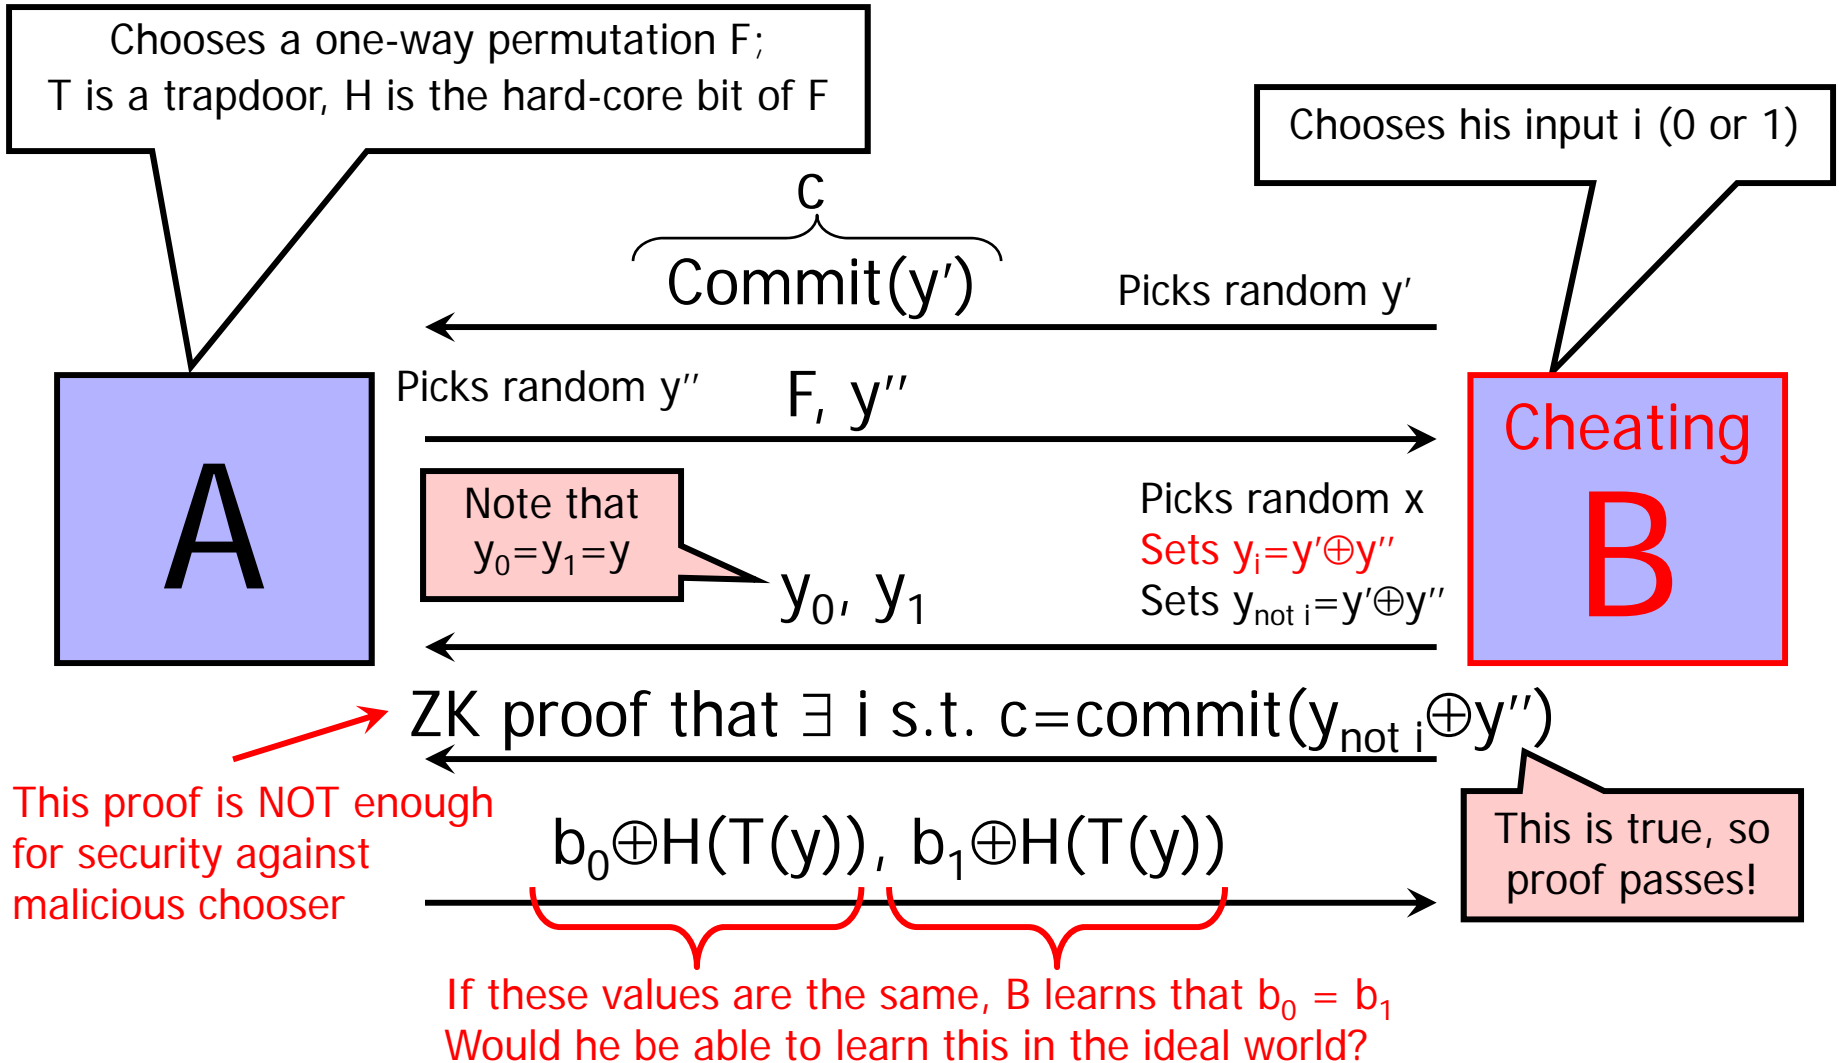 Chooses a one-way permutation F;
T is a trapdoor, H is the hard-core bit of F
Chooses his input i (0 or 1)
c
Commit(y′)
Picks random y′
Picks random y′′
F, y′′
A
Cheating
B
Note that
y₀=y₁=y
Picks random x
Sets yᵢ=y′⊕y′′
Sets y_not i=y′⊕y′′
y₀, y₁
ZK proof that ∃ i s.t. c=commit(y_not i⊕y′′)
This proof is NOT enough
for security against
malicious chooser
This is true, so
proof passes!
b₀⊕H(T(y)), b₁⊕H(T(y))
If these values are the same, B learns that b₀ = b₁
Would he be able to learn this in the ideal world?